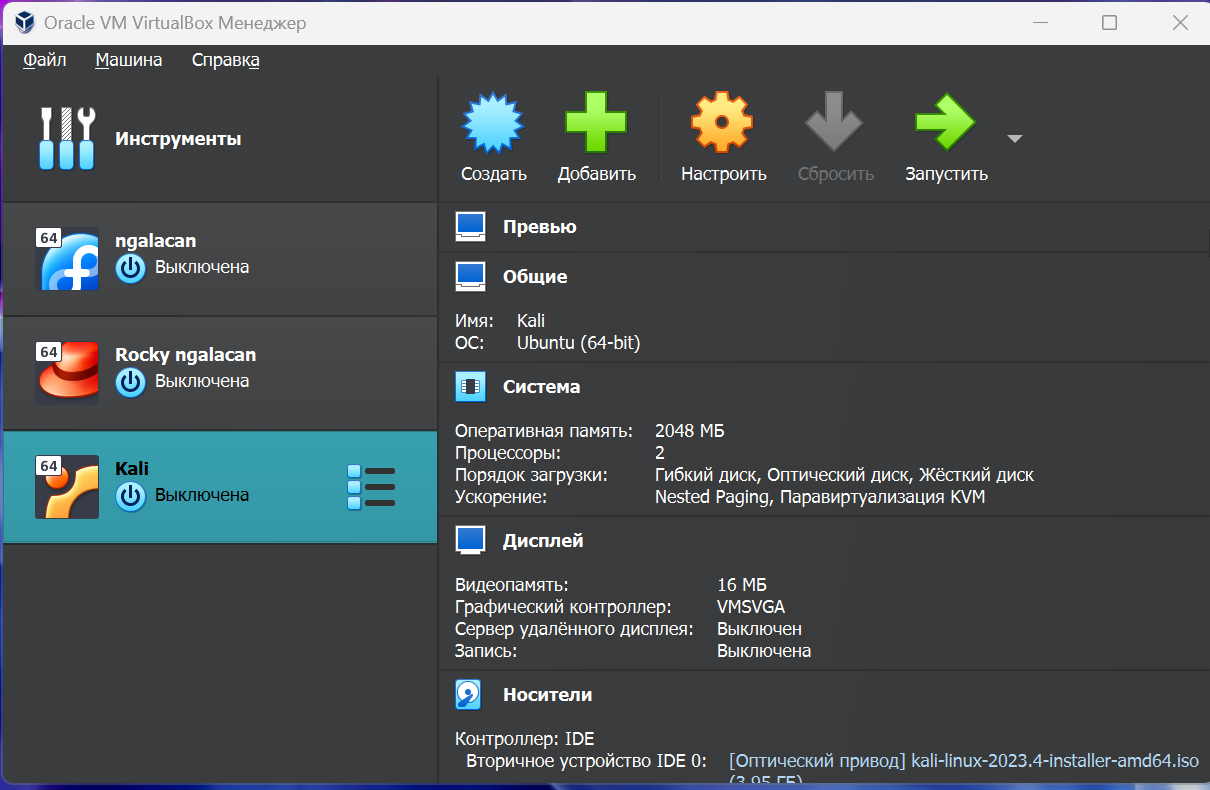 Oracle VM VirtualBox Менеджер
Файл Машина Справка
Инструменты
Создать Добавить Настроить Сбросить Запустить
64
ngalacan
Выключена
64
Rocky ngalacan
Выключена
64
Kali
Выключена
Превью
Общие
Имя: Kali
ОС: Ubuntu (64-bit)
Система
Оперативная память: 2048 МБ
Процессоры: 2
Порядок загрузки: Гибкий диск, Оптический диск, Жёсткий диск
Ускорение: Nested Paging, Паравиртуализация KVM
Дисплей
Видеопамять: 16 МБ
Графический контроллер: VMSVGA
Сервер удалённого дисплея: Выключен
Запись: Выключена
Носители
Контроллер: IDE
Вторичное устройство IDE 0: [Оптический привод] kali-linux-2023.4-installer-amd64.iso
(3,95 ГБ)